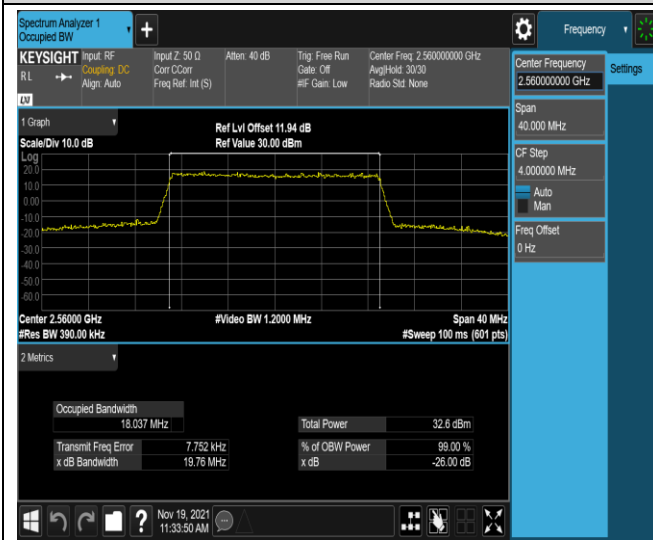 Spectrum Analyzer 1
Occupied BW
+
Frequency
KEYSIGHT
Input: RF
Coupling: DC
Align: Auto
Input Z: 50 Ω
Corr CCorr
Freq Ref: Int (S)
Atten: 40 dB
Trig: Free Run
Gate: Off
#IF Gain: Low
Center Freq: 2.560000000 GHz
Avg|Hold: 30/30
Radio Std: None
RL
LXI
Center Frequency
2.560000000 GHz
Settings
Span
40.000 MHz
CF Step
4.000000 MHz
Auto
Man
Freq Offset
0 Hz
1 Graph
Scale/Div 10.0 dB
Ref Lvl Offset 11.94 dB
Ref Value 30.00 dBm
Log
20.0
10.0
0.00
-10.0
-20.0
-30.0
-40.0
-50.0
-60.0
Center 2.56000 GHz
#Video BW 1.2000 MHz
Span 40 MHz
#Res BW 390.00 kHz
#Sweep 100 ms (601 pts)
2 Metrics
Occupied Bandwidth
18.037 MHz
Total Power 32.6 dBm
Transmit Freq Error 7.752 kHz
% of OBW Power 99.00 %
x dB Bandwidth 19.76 MHz
x dB -26.00 dB
?
Nov 19, 2021
11:33:50 AM